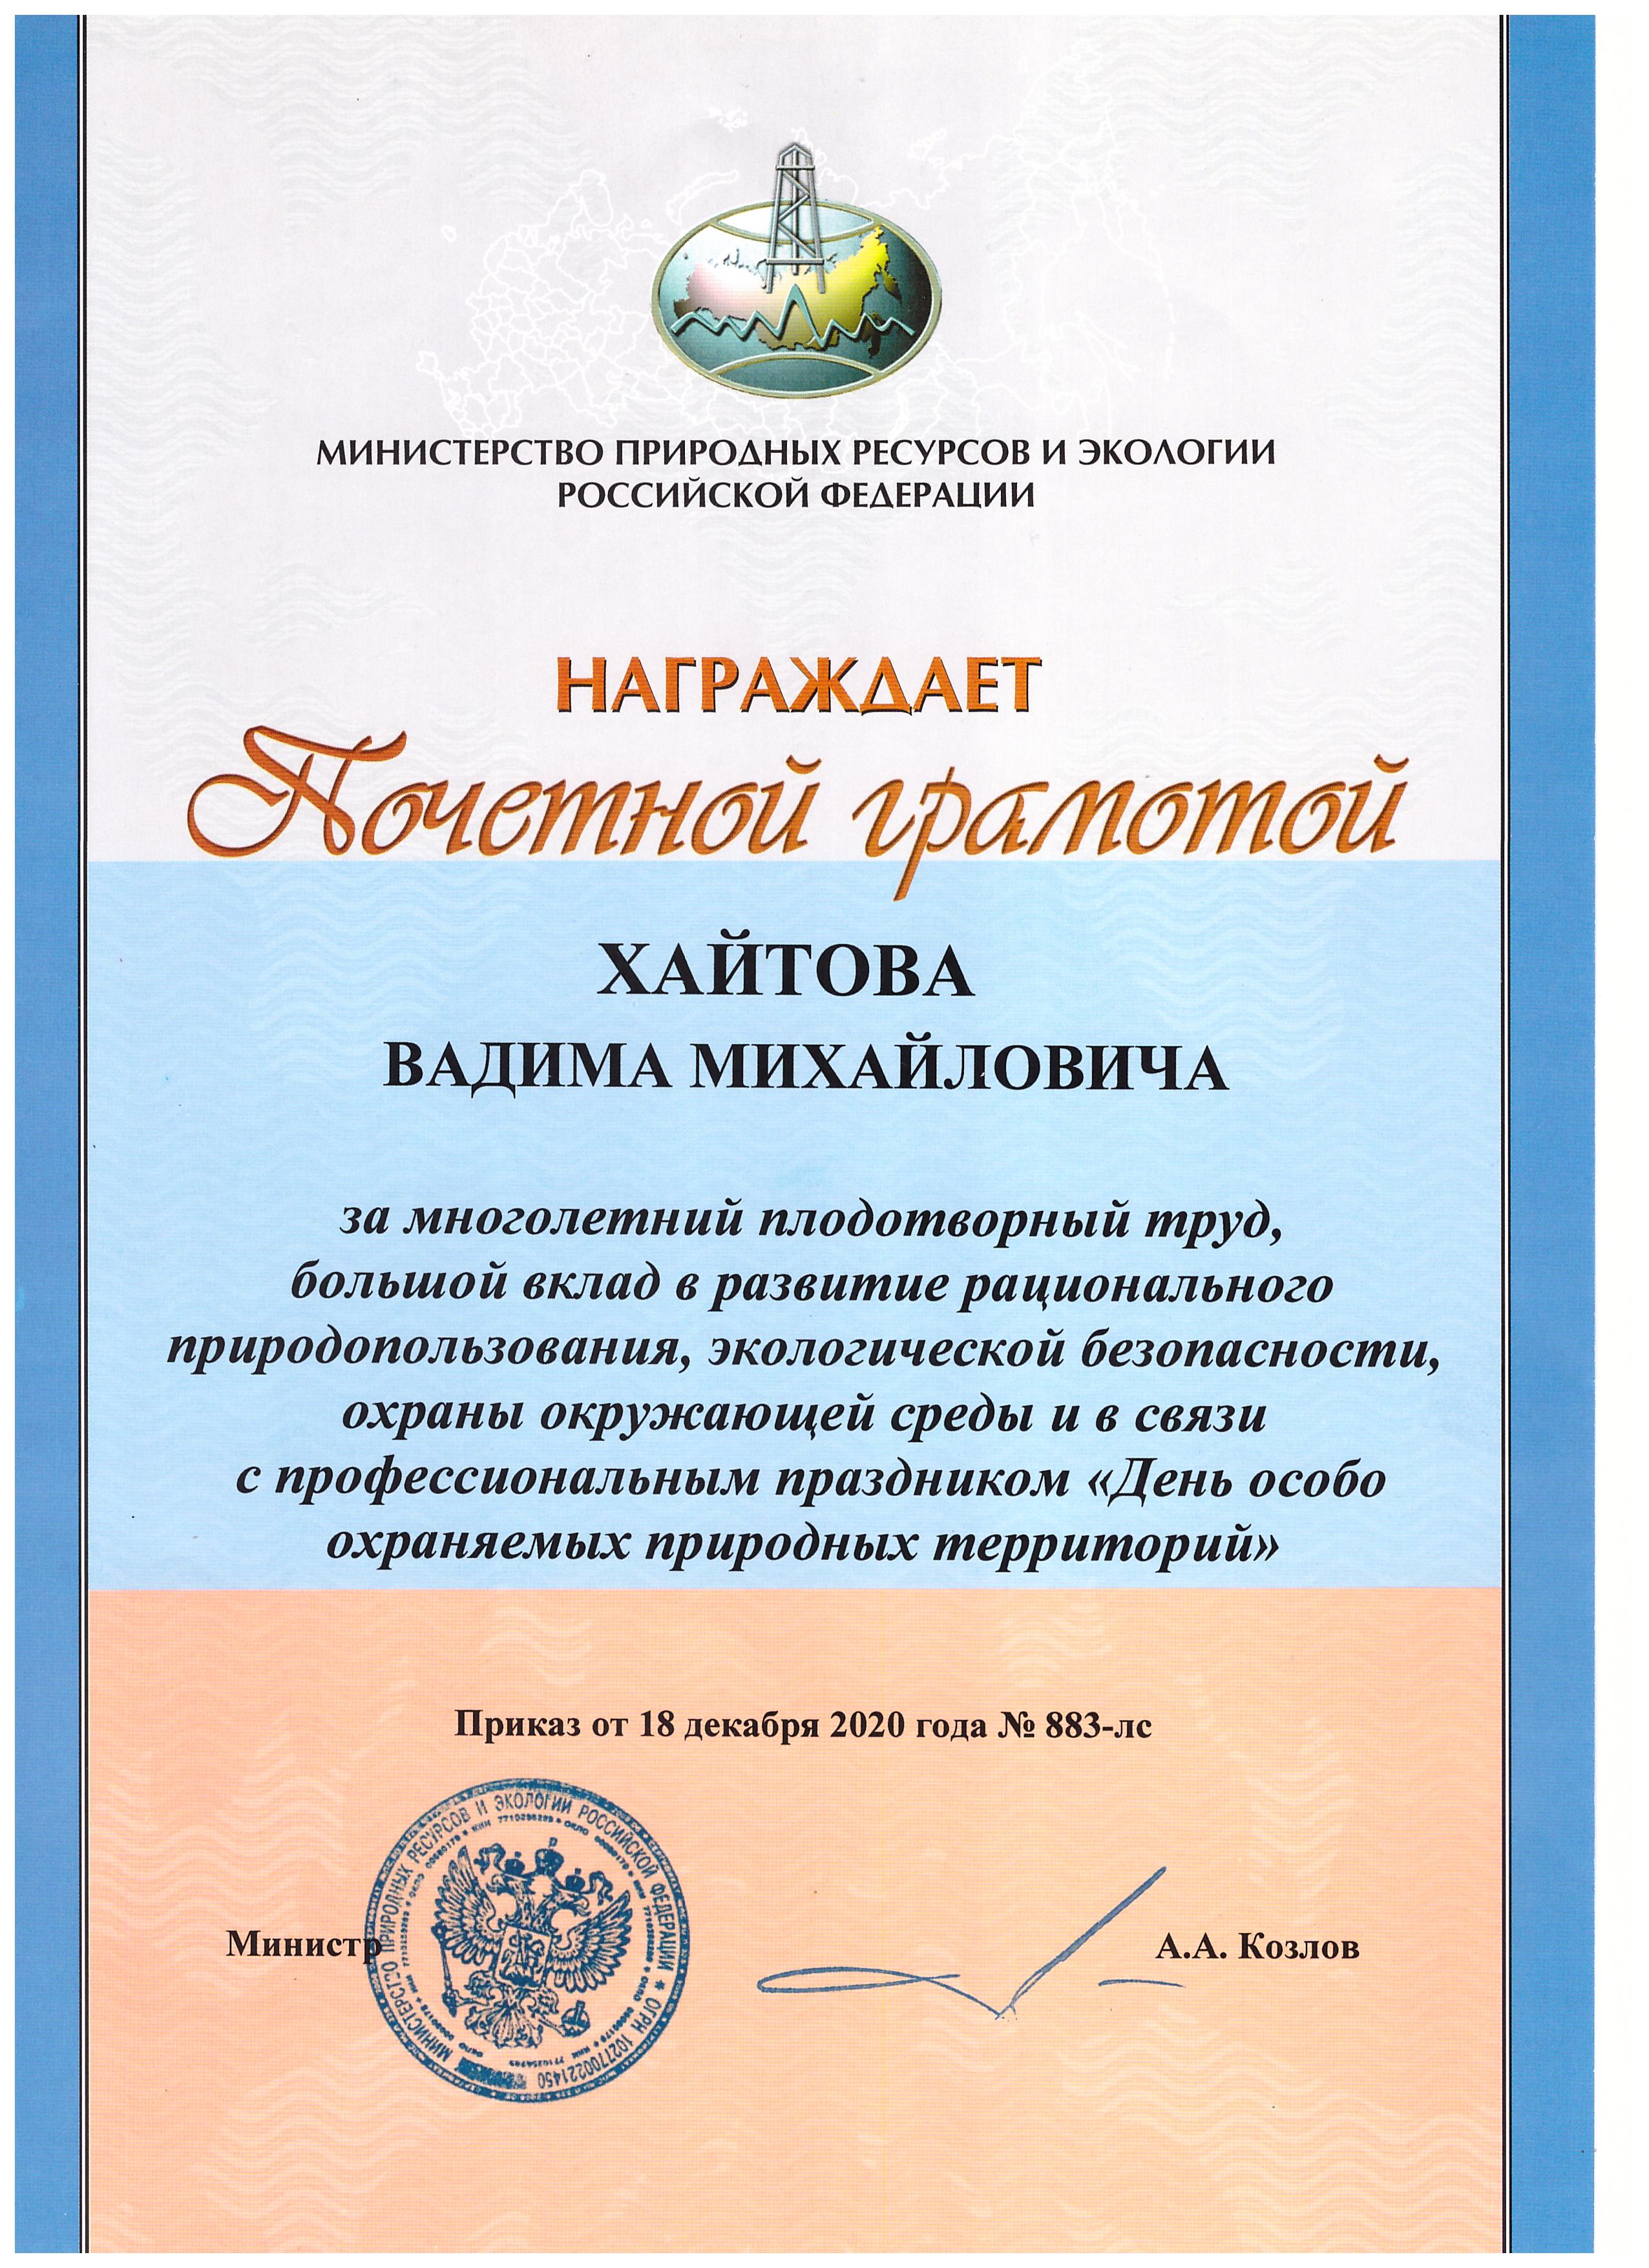 МИНИСТЕРСТВО ПРИРОДНЫХ РЕСУРСОВ И ЭКОЛОГИИ
РОССИЙСКОЙ ФЕДЕРАЦИИ
НАГРАЖДАЕТ
Почетной грамотой
ХАЙТОВА
ВАДИМА МИХАЙЛОВИЧА
за многолетний плодотворный труд,
большой вклад в развитие рационального
природопользования, экологической безопасности,
охраны окружающей среды и в связи
с профессиональным праздником «День особо
охраняемых природных территорий»
Приказ от 18 декабря 2020 года № 883-лс
МИНИСТЕРСТВО ПРИРОДНЫХ РЕСУРСОВ И ЭКОЛОГИИ РОССИЙСКОЙ ФЕДЕРАЦИИ * ОГРН 1027700221450
Министр
А.А. Козлов